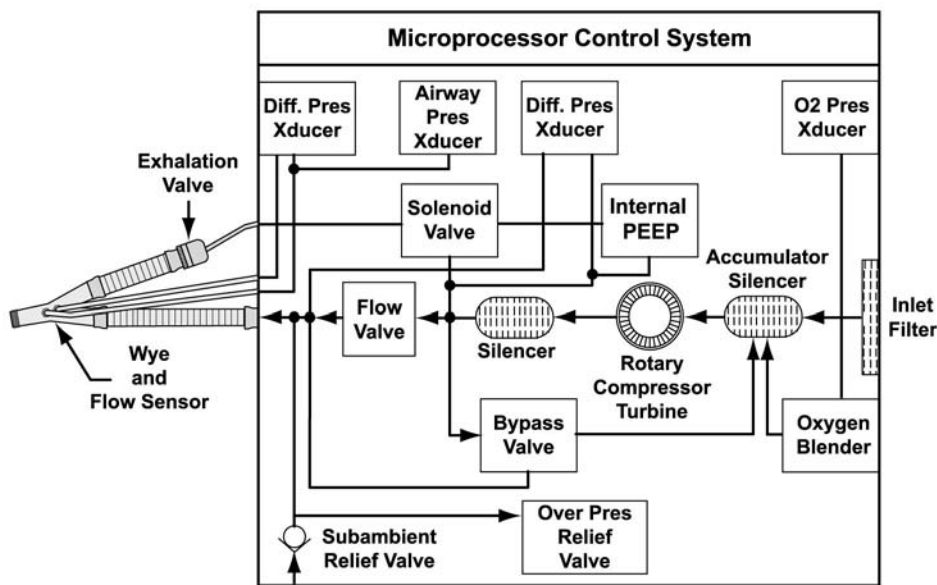 Microprocessor Control System
Diff. Pres
Xducer
Airway
Pres
Xducer
Diff. Pres
Xducer
O2 Pres
Xducer
Exhalation
Valve
Solenoid
Valve
Internal
PEEP
Accumulator
Silencer
Flow
Valve
Silencer
Rotary
Compressor
Turbine
Inlet
Filter
Wye
and
Flow Sensor
Bypass
Valve
Oxygen
Blender
Subambient
Relief Valve
Over Pres
Relief
Valve